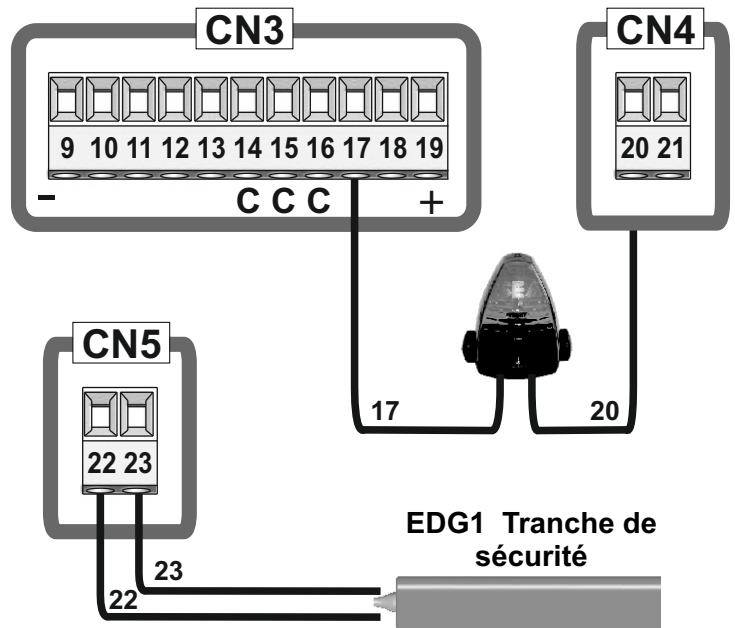 CN3
CN4
9 10 11 12 13 14 15 16 17 18 19
20 21
- C C C +
CN5
17
20
22 23
EDG1 Tranche de
sécurité
23
22